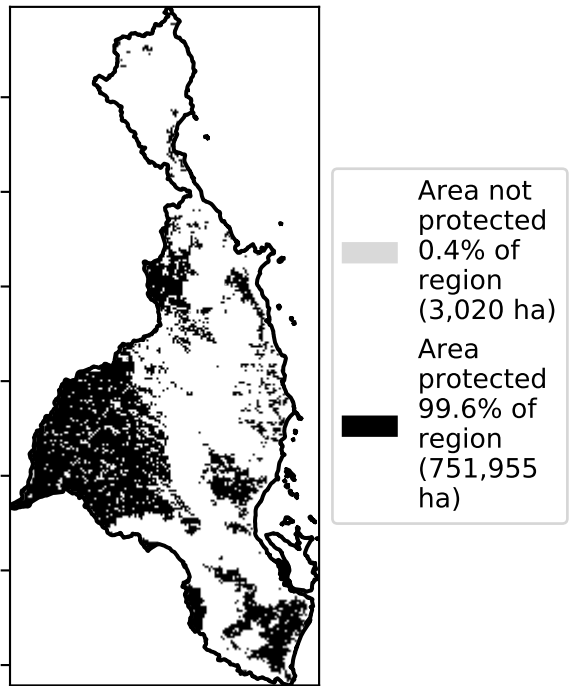 Area not
protected
0.4% of
region
(3,020 ha)
Area
protected
99.6% of
region
(751,955
ha)